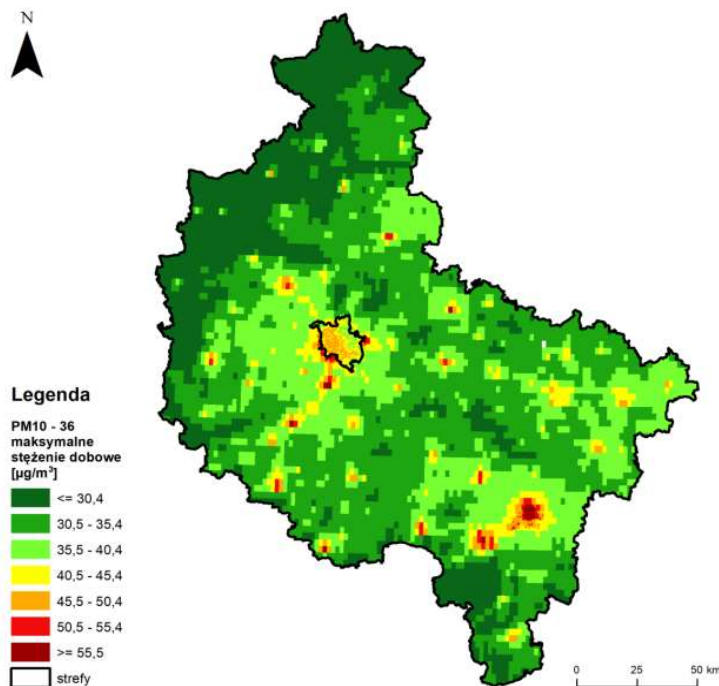 N
Legenda
PM10 - 36
maksymalne
stężenie dobowe
[µg/m³]
<= 30,4
30,5 - 35,4
35,5 - 40,4
40,5 - 45,4
45,5 - 50,4
50,5 - 55,4
>= 55,5
strefy
0 25 50 km